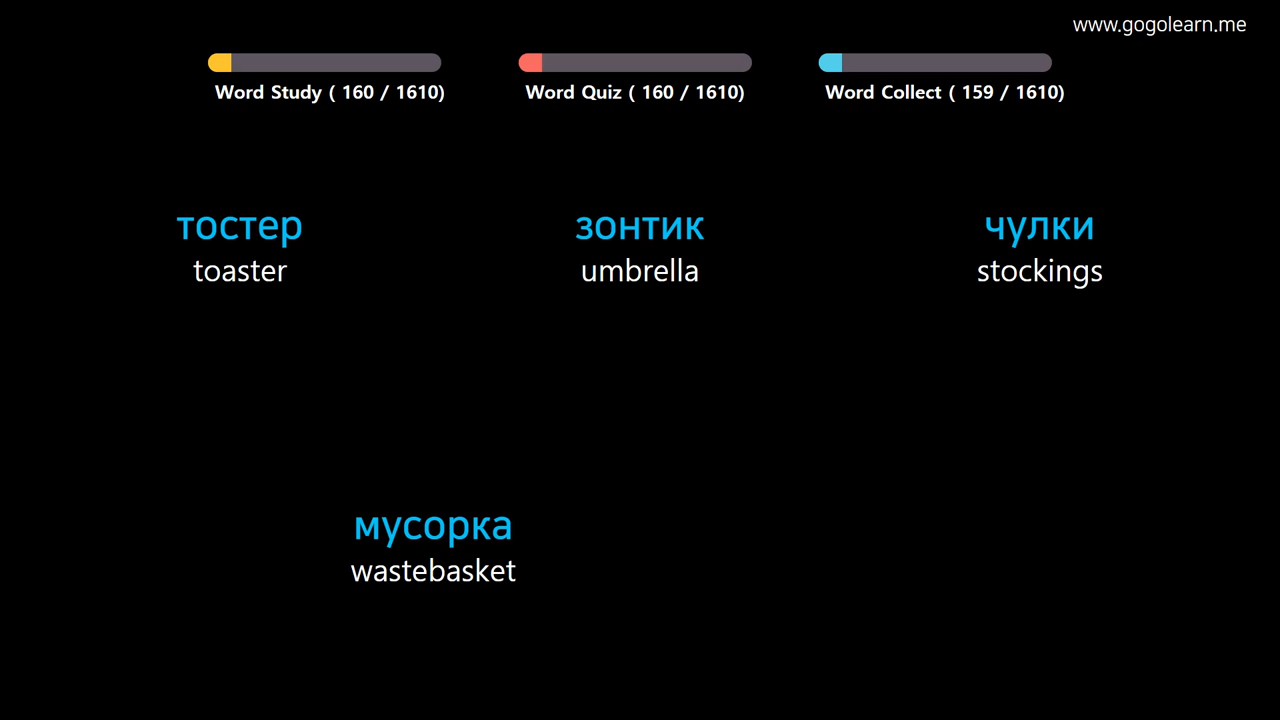 www.gogolearn.me
Word Study ( 160 / 1610)
Word Quiz ( 160 / 1610)
Word Collect ( 159 / 1610)
тостер
toaster
зонтик
umbrella
чулки
stockings
мусорка
wastebasket